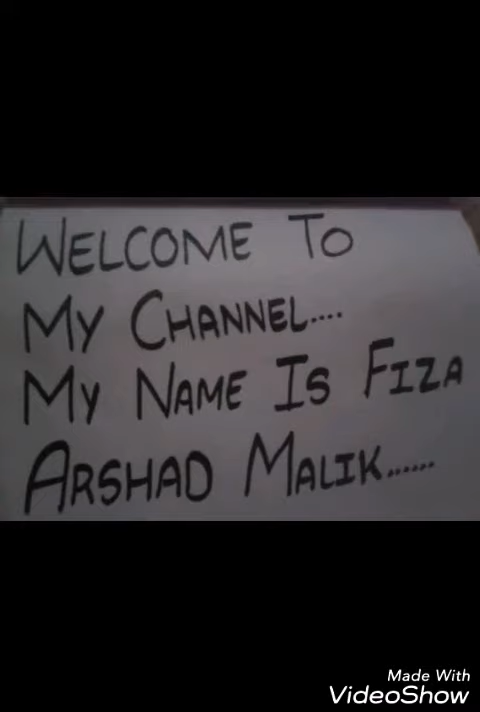 WELCOME TO
MY CHANNEL....
MY NAME IS FIZA
ARSHAD MALIK......
Made With
VideoShow